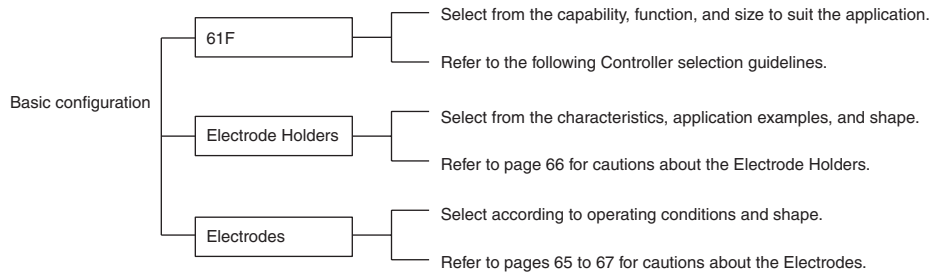 Select from the capability, function, and size to suit the application.
61F
Refer to the following Controller selection guidelines.
Basic configuration
Select from the characteristics, application examples, and shape.
Electrode Holders
Refer to page 66 for cautions about the Electrode Holders.
Select according to operating conditions and shape.
Electrodes
Refer to pages 65 to 67 for cautions about the Electrodes.